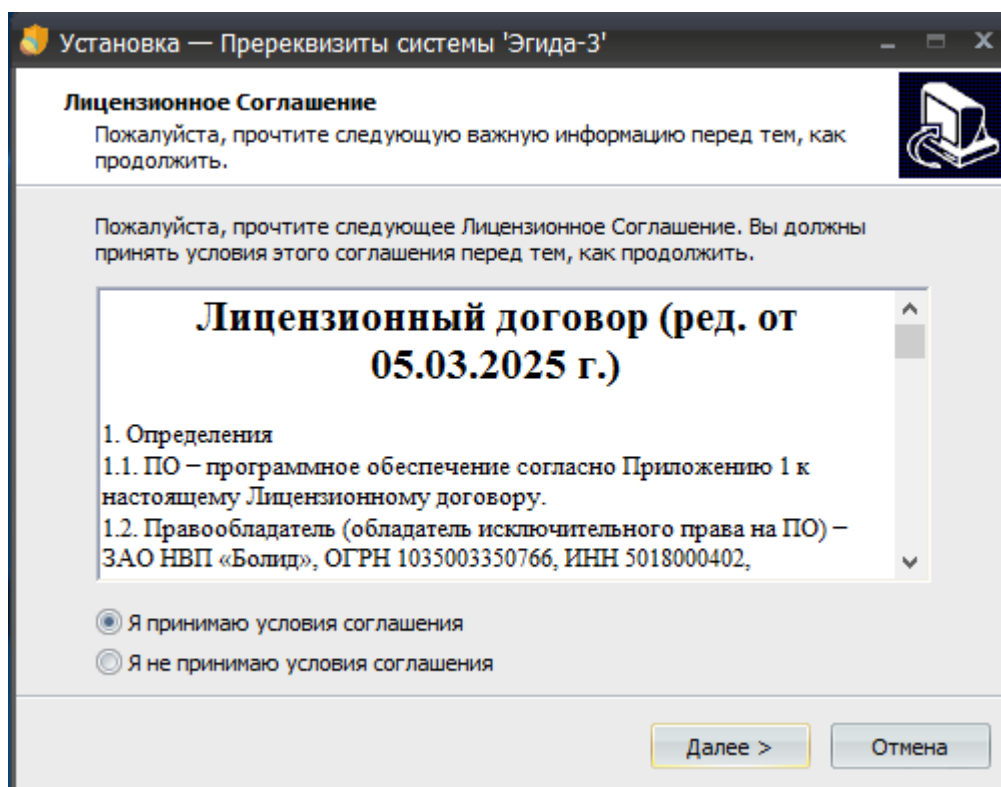 Установка — Пререквизиты системы 'Эгида-3'
Лицензионное Соглашение
Пожалуйста, прочтите следующую важную информацию перед тем, как
продолжить.
Пожалуйста, прочтите следующее Лицензионное Соглашение. Вы должны
принять условия этого соглашения перед тем, как продолжить.
Лицензионный договор (ред. от
05.03.2025 г.)
1. Определения
1.1. ПО – программное обеспечение согласно Приложению 1 к
настоящему Лицензионному договору.
1.2. Правообладатель (обладатель исключительного права на ПО) –
ЗАО НВП «Болид», ОГРН 1035003350766, ИНН 5018000402,
Я принимаю условия соглашения
Я не принимаю условия соглашения
Далее >
Отмена